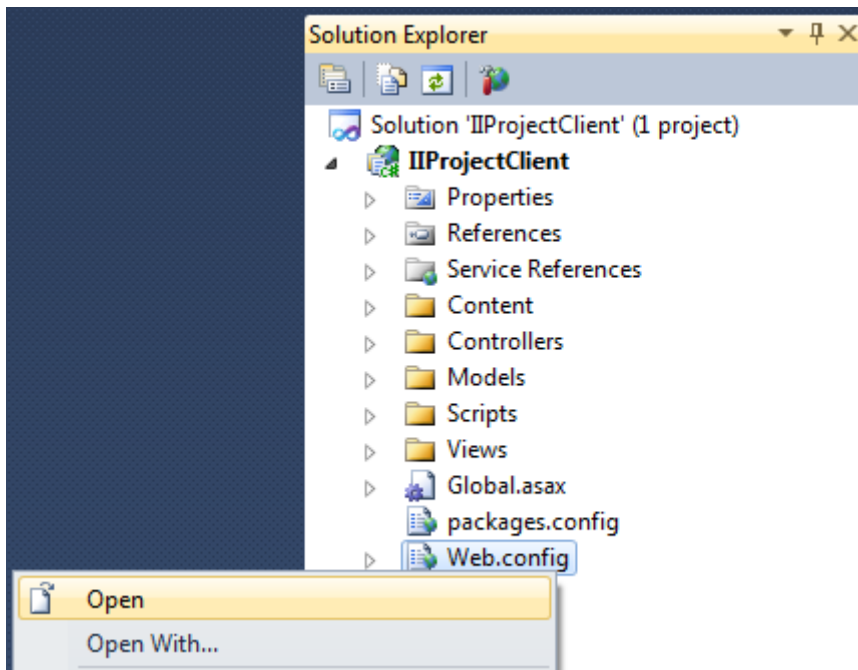 Solution Explorer
Solution 'IIProjectClient' (1 project)
IIProjectClient
Properties
References
Service References
Content
Controllers
Models
Scripts
Views
Global.asax
packages.config
Web.config
Open
Open With...